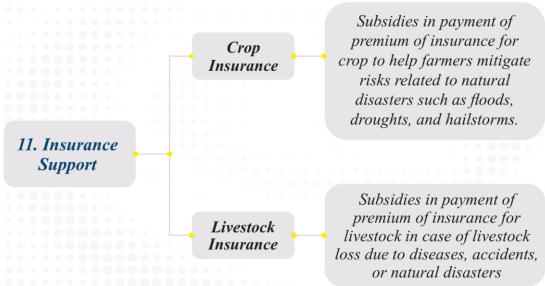 11. Insurance
Support
Crop
Insurance
Subsidies in payment of
premium of insurance for
crop to help farmers mitigate
risks related to natural
disasters such as floods,
droughts, and hailstorms.
Livestock
Insurance
Subsidies in payment of
premium of insurance for
livestock in case of livestock
loss due to diseases, accidents,
or natural disasters